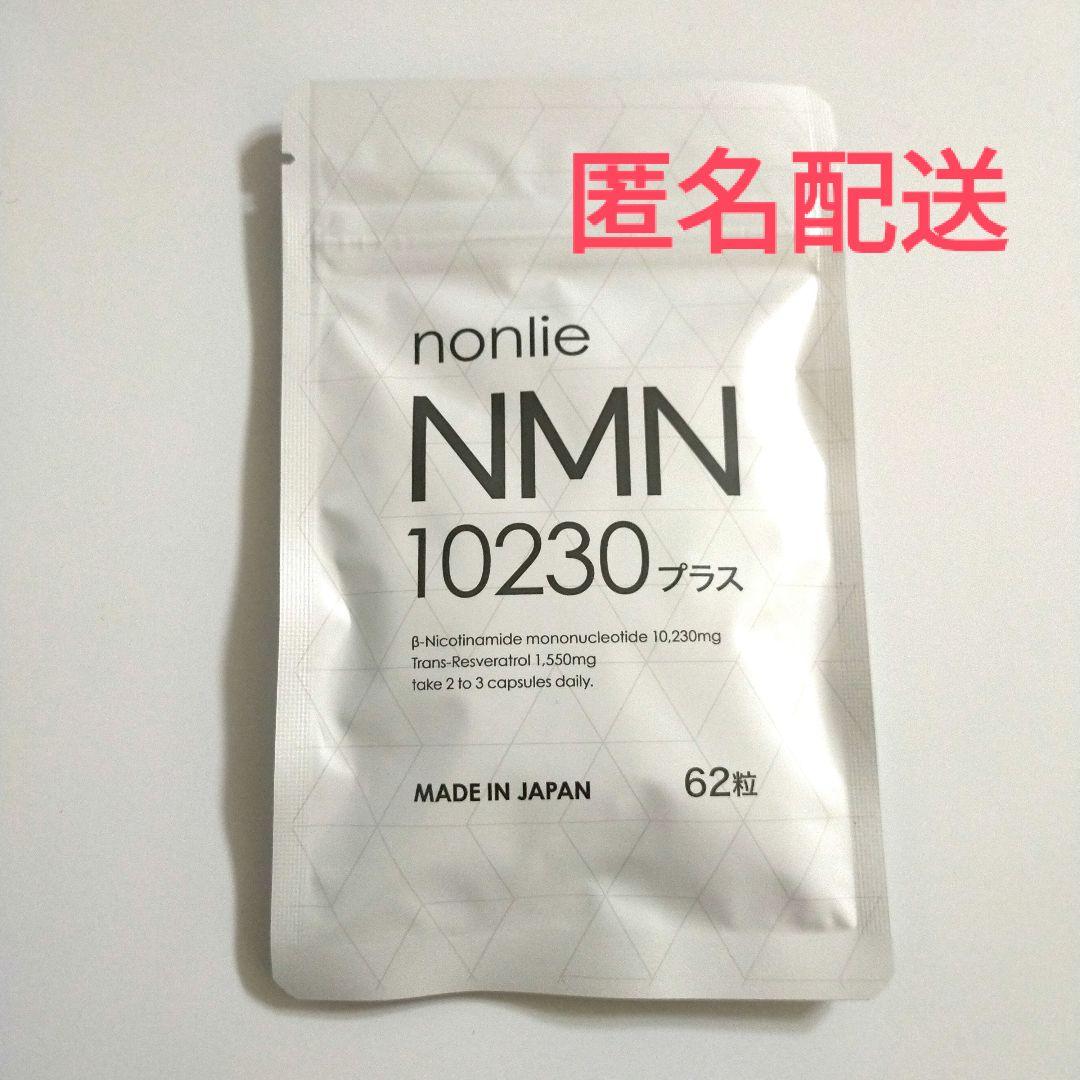 匿名配送
nonlie
NMN
10230プラス
β-Nicotinamide mononucleotide 10,230mg
Trans-Resveratrol 1,550mg
take 2 to 3 capsules daily.
MADE IN JAPAN
62粒